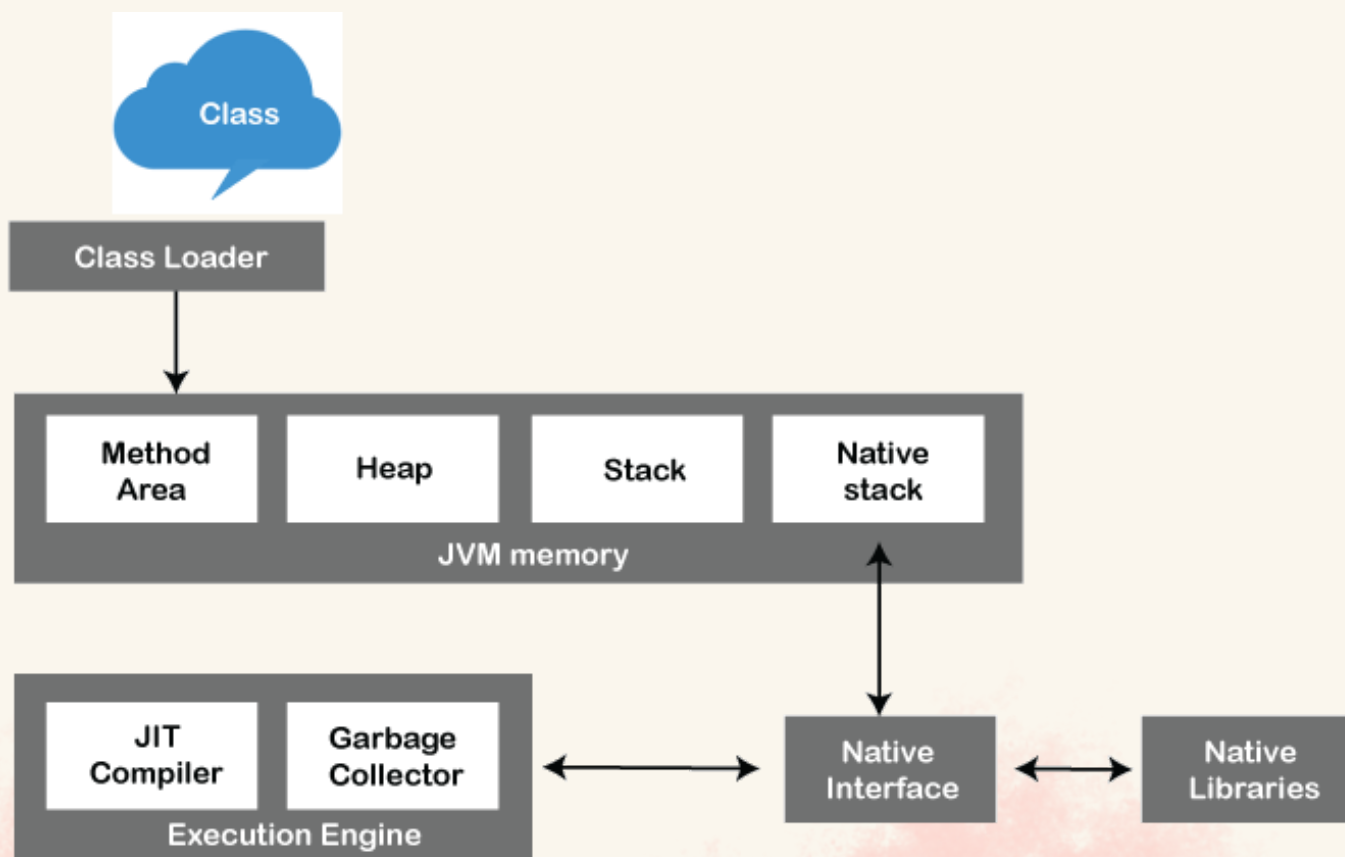 Class
Class Loader
Method
Area
Heap
Stack
Native
stack
JVM memory
JIT
Compiler
Garbage
Collector
Execution Engine
Native
Interface
Native
Libraries